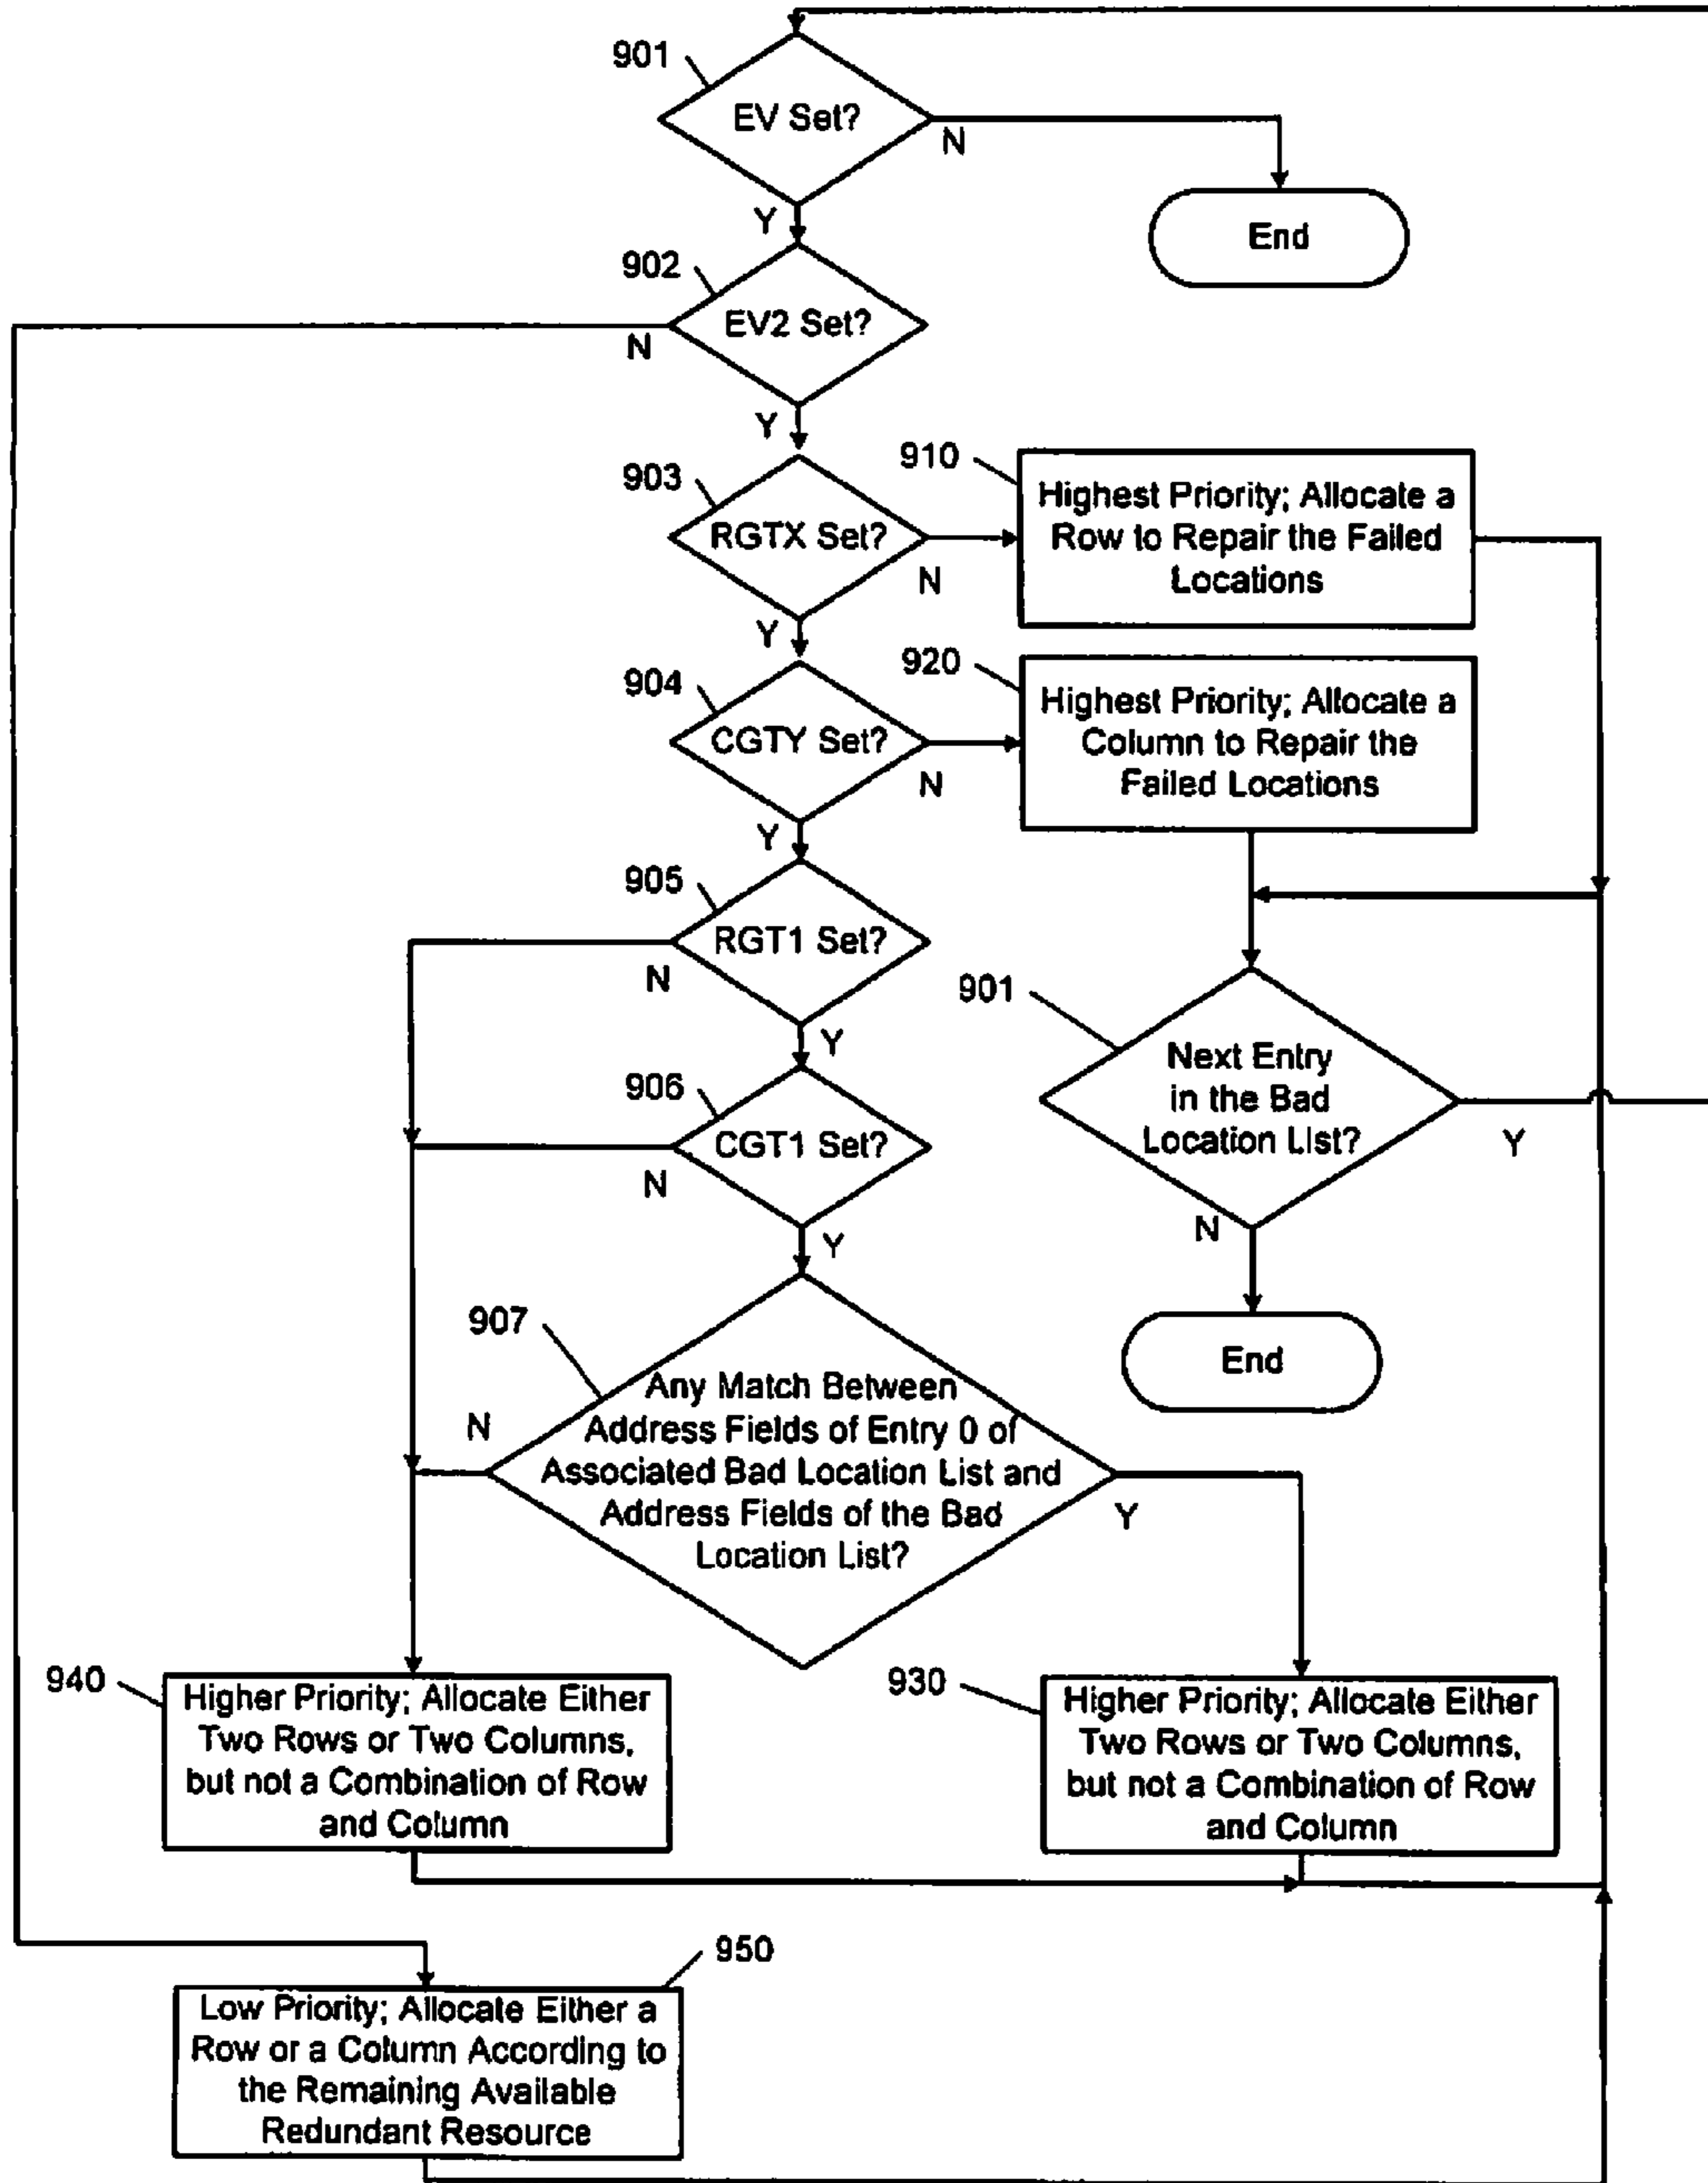 901
EV Set?
N
Y
End
902
EV2 Set?
N
Y
903
RGTX Set?
N
Y
910
Highest Priority; Allocate a
Row to Repair the Failed
Locations
904
CGTY Set?
N
Y
920
Highest Priority; Allocate a
Column to Repair the
Failed Locations
905
RGT1 Set?
N
Y
901
Next Entry
in the Bad
Location List?
Y
N
End
906
CGT1 Set?
N
Y
907
Any Match Between
Address Fields of Entry 0 of
Associated Bad Location List and
Address Fields of the Bad
Location List?
N
Y
940
Higher Priority; Allocate Either
Two Rows or Two Columns,
but not a Combination of Row
and Column
930
Higher Priority; Allocate Either
Two Rows or Two Columns,
but not a Combination of Row
and Column
950
Low Priority; Allocate Either a
Row or a Column According to
the Remaining Available
Redundant Resource